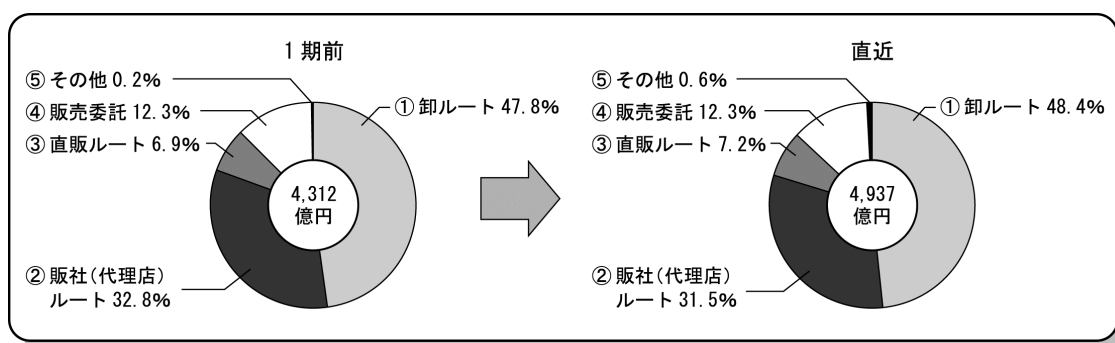 1期前
⑤ その他 0.2%
④ 販売委託 12.3%
③ 直販ルート 6.9%
② 販社(代理店)
ルート 32.8%
① 卸ルート 47.8%
4,312
億円
直近
⑤ その他 0.6%
④ 販売委託 12.3%
③ 直販ルート 7.2%
② 販社(代理店)
ルート 31.5%
① 卸ルート 48.4%
4,937
億円